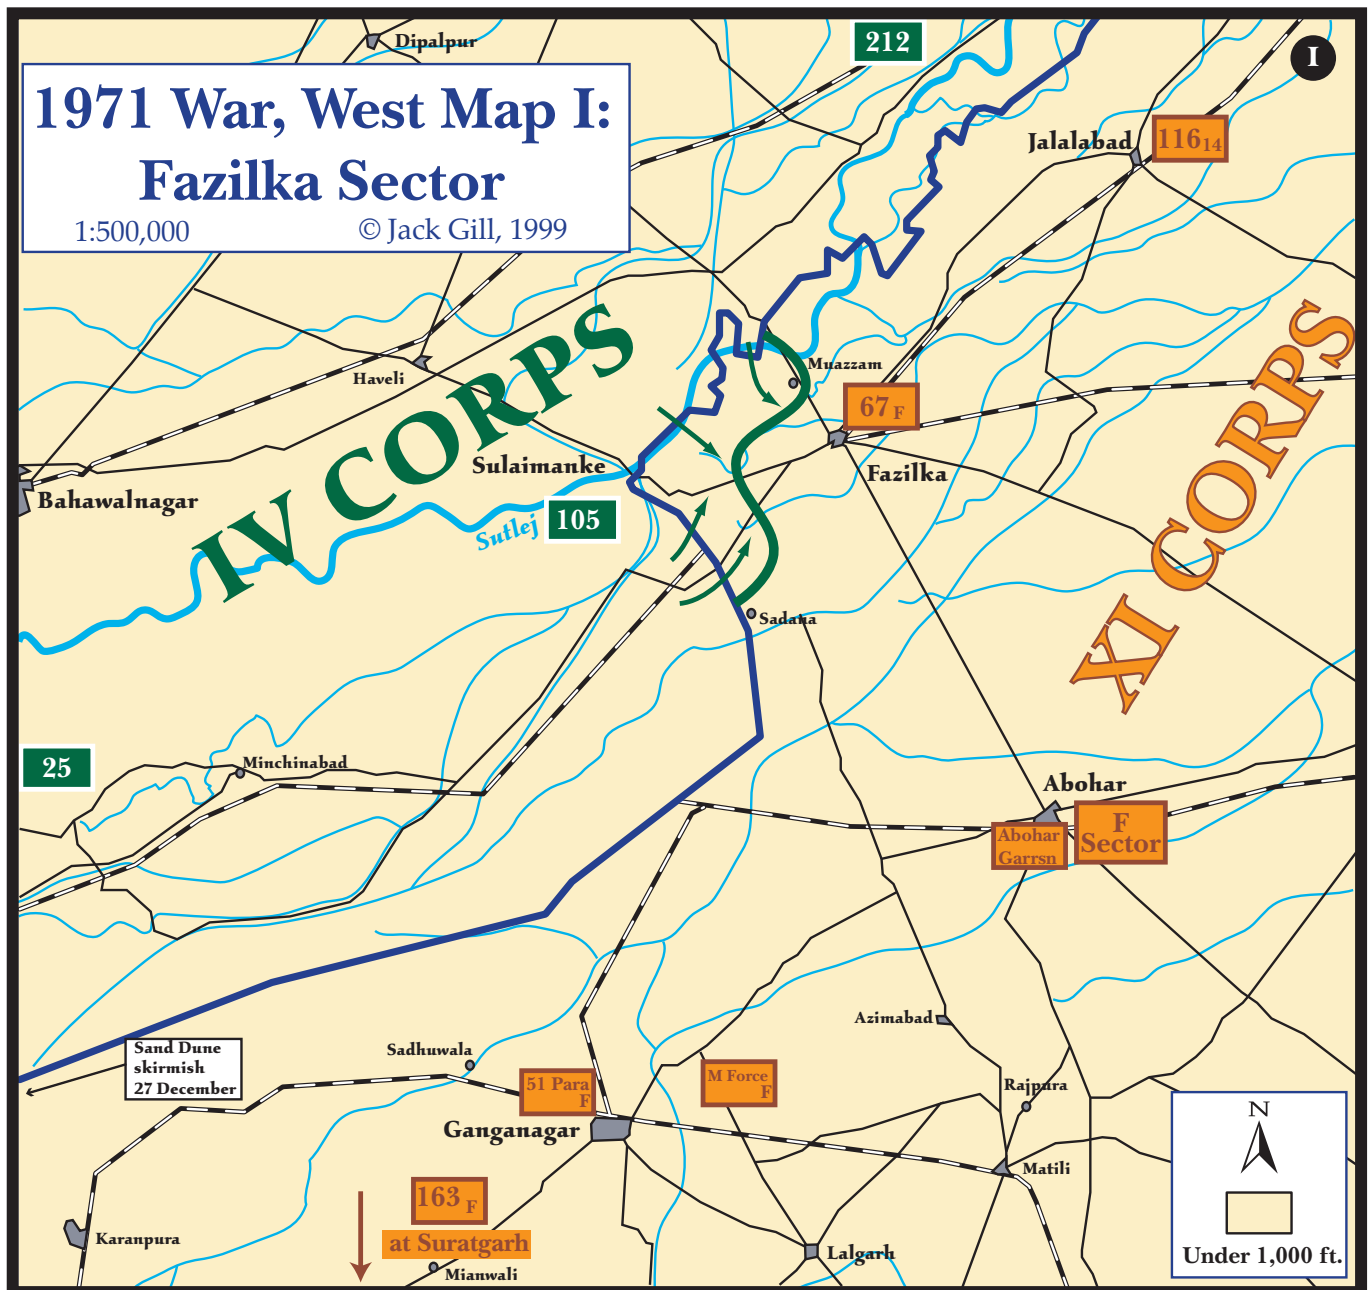 Dipalpur
212
I
1971 War, West Map I:
Fazilka Sector
1:500,000
© Jack Gill, 1999
Jalalabad
116 14
IV CORPS
Haveli
Muazzam
67 F
XI CORPS
Sulaimanke
Fazilka
Bahawalnagar
Sutlej
105
Sadana
25
Minchinabad
Abohar
Abohar
Garrsn
F
Sector
Azimabad
Sand Dune
skirmish
27 December
Sadhuwala
51 Para
F
M Force
F
Rajpura
Ganganagar
Matili
163 F
at Suratgarh
Karanpura
Mianwali
Lalgarh
N
Under 1,000 ft.